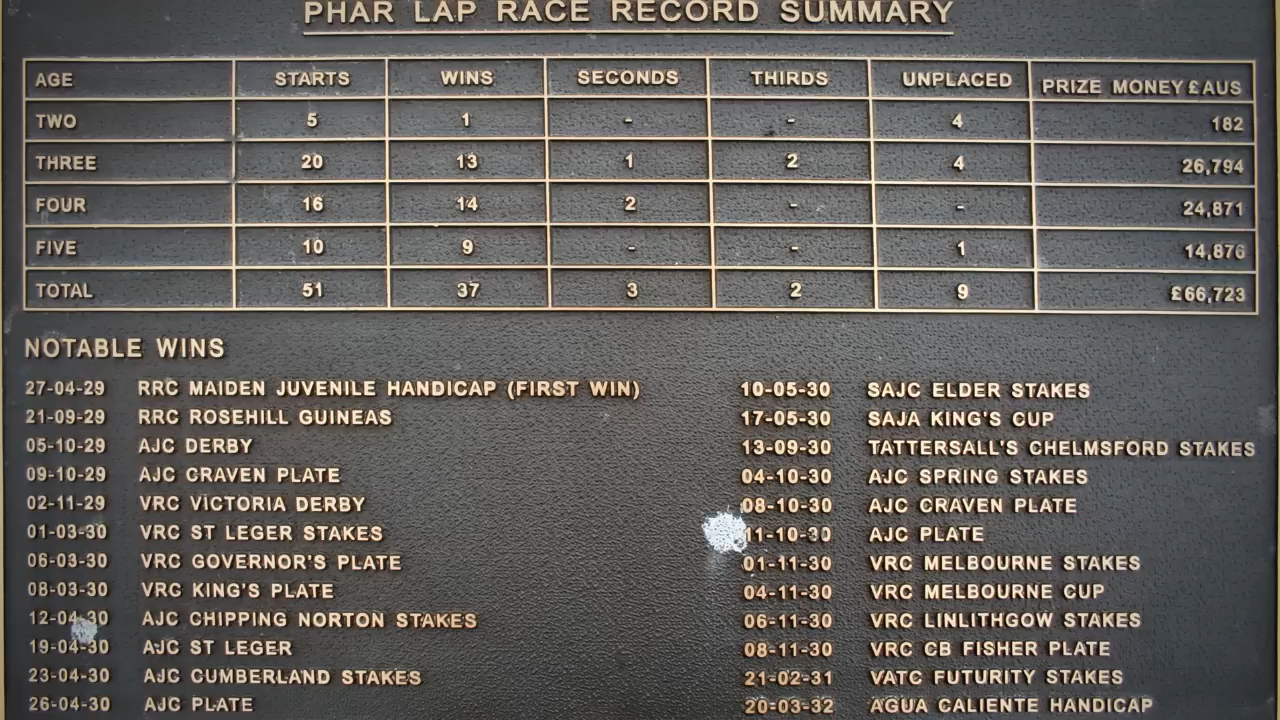 PHAR LAP RACE RECORD SUMMARY
AGE STARTS WINS SECONDS THIRDS UNPLACED PRIZE MONEY £AUS
TWO 5 1 - - 4 182
THREE 20 13 1 2 4 26,794
FOUR 16 14 2 - - 24,871
FIVE 10 9 - - 1 14,876
TOTAL 51 37 3 2 9 £66,723
NOTABLE WINS
27-04-29 RRC MAIDEN JUVENILE HANDICAP (FIRST WIN)
21-09-29 RRC ROSEHILL GUINEAS
05-10-29 AJC DERBY
09-10-29 AJC CRAVEN PLATE
02-11-29 VRC VICTORIA DERBY
01-03-30 VRC ST LEGER STAKES
06-03-30 VRC GOVERNOR'S PLATE
08-03-30 VRC KING'S PLATE
12-04-30 AJC CHIPPING NORTON STAKES
19-04-30 AJC ST LEGER
23-04-30 AJC CUMBERLAND STAKES
26-04-30 AJC PLATE
10-05-30 SAJC ELDER STAKES
17-05-30 SAJA KING'S CUP
13-09-30 TATTERSALL'S CHELMSFORD STAKES
04-10-30 AJC SPRING STAKES
08-10-30 AJC CRAVEN PLATE
11-10-30 AJC PLATE
01-11-30 VRC MELBOURNE STAKES
04-11-30 VRC MELBOURNE CUP
06-11-30 VRC LINLITHGOW STAKES
08-11-30 VRC CB FISHER PLATE
21-02-31 VATC FUTURITY STAKES
20-03-32 AGUA CALIENTE HANDICAP